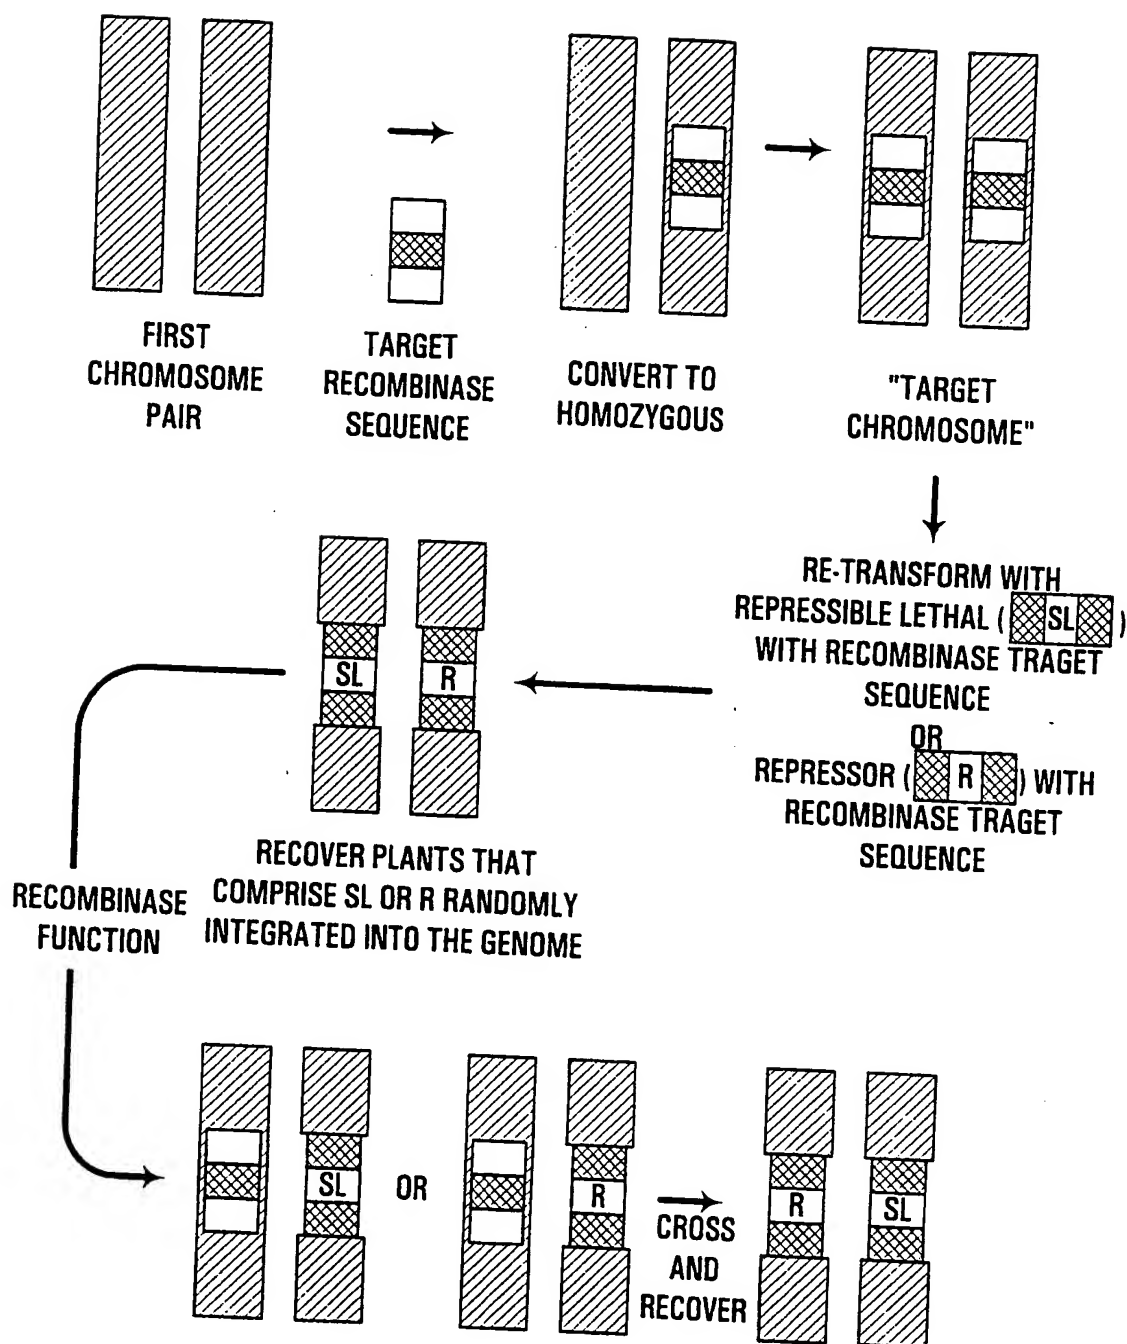 FIRST
CHROMOSOME
PAIR
TARGET
RECOMBINASE
SEQUENCE
CONVERT TO
HOMOZYGOUS
"TARGET
CHROMOSOME"
RE-TRANSFORM WITH
REPRESSIBLE LETHAL ( SL )
WITH RECOMBINASE TRAGET
SEQUENCE
OR
REPRESSOR ( R ) WITH
RECOMBINASE TRAGET
SEQUENCE
SL R
RECOVER PLANTS THAT
COMPRISE SL OR R RANDOMLY
INTEGRATED INTO THE GENOME
RECOMBINASE
FUNCTION
SL OR R
CROSS
AND
RECOVER
R SL